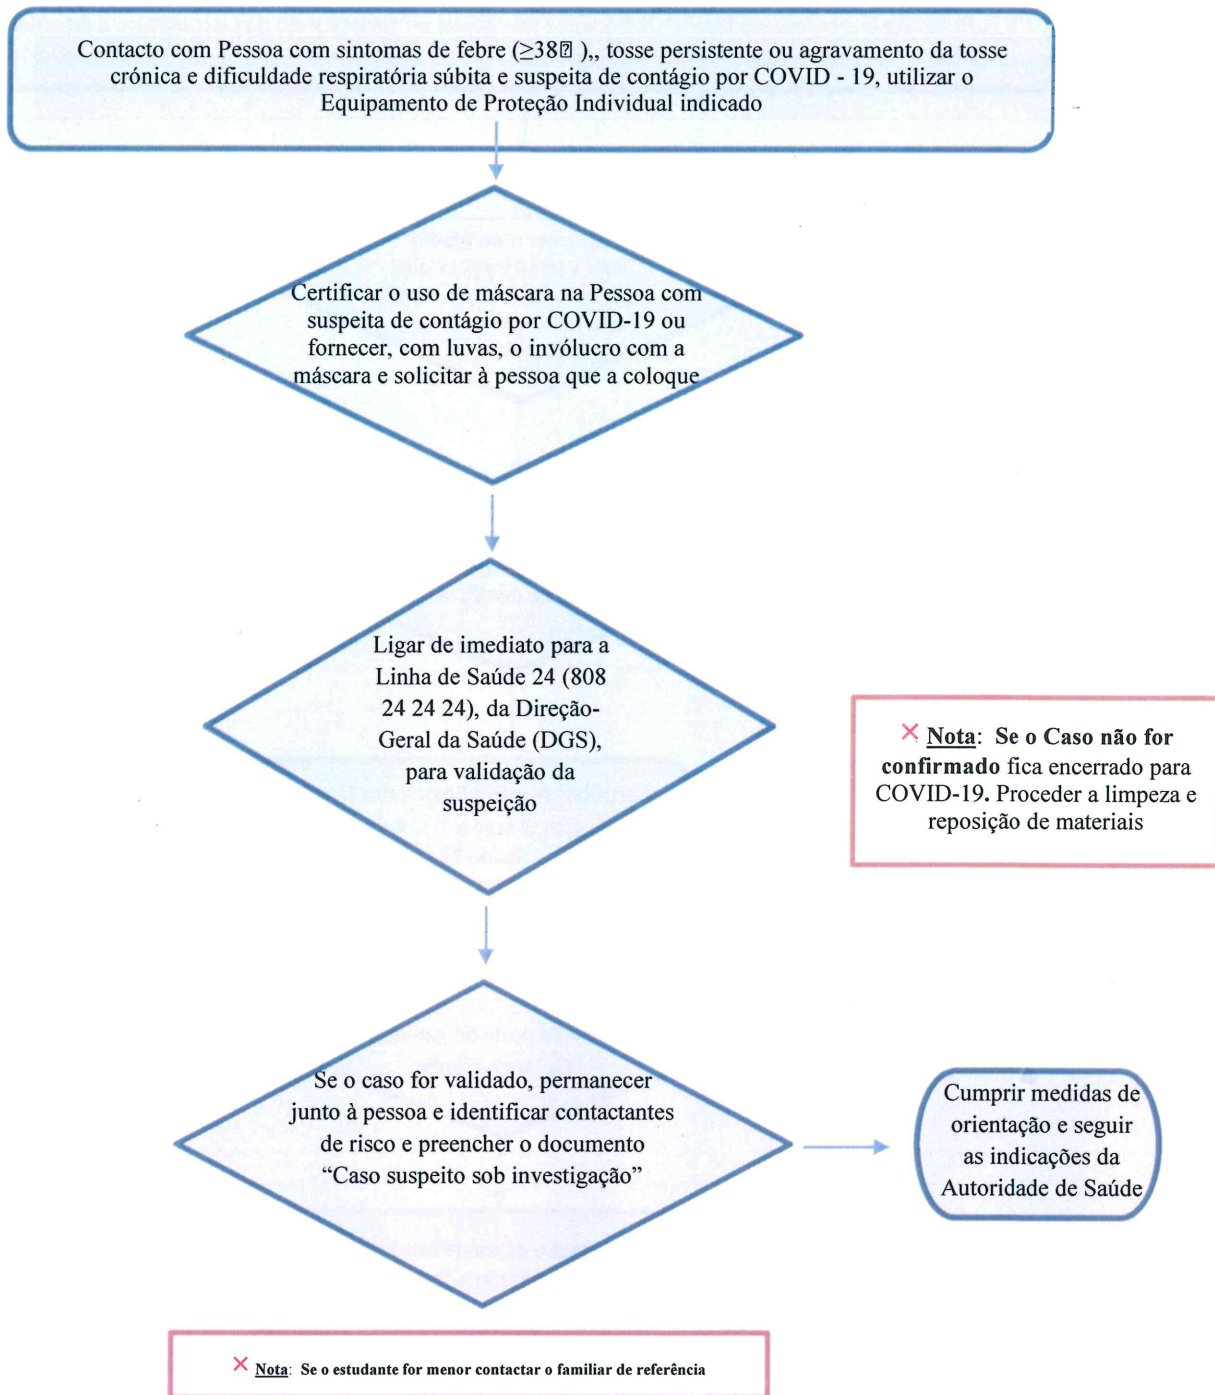 Contacto com Pessoa com sintomas de febre (≥38⍰ ),, tosse persistente ou agravamento da tosse
crónica e dificuldade respiratória súbita e suspeita de contágio por COVID - 19, utilizar o
Equipamento de Proteção Individual indicado
Certificar o uso de máscara na Pessoa com
suspeita de contágio por COVID-19 ou
fornecer, com luvas, o invólucro com a
máscara e solicitar à pessoa que a coloque
Ligar de imediato para a
Linha de Saúde 24 (808
24 24 24), da Direção-
Geral da Saúde (DGS),
para validação da
suspeição
× Nota: Se o Caso não for
confirmado fica encerrado para
COVID-19. Proceder a limpeza e
reposição de materiais
Se o caso for validado, permanecer
junto à pessoa e identificar contactantes
de risco e preencher o documento
“Caso suspeito sob investigação”
Cumprir medidas de
orientação e seguir
as indicações da
Autoridade de Saúde
× Nota: Se o estudante for menor contactar o familiar de referência